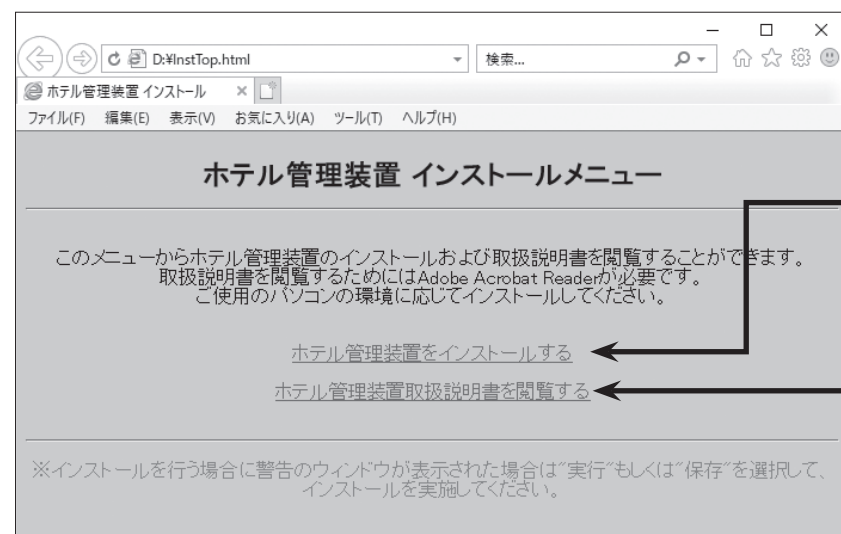 D:¥InstTop.html
検索...
ホテル管理装置 インストール
ファイル(F) 編集(E) 表示(V) お気に入り(A) ツール(T) ヘルプ(H)
ホテル管理装置 インストールメニュー
このメニューからホテル管理装置のインストールおよび取扱説明書を閲覧することができます。
取扱説明書を閲覧するためにはAdobe Acrobat Readerが必要です。
ご使用のパソコンの環境に応じてインストールしてください。
ホテル管理装置をインストールする
ホテル管理装置取扱説明書を閲覧する
※インストールを行う場合に警告のウィンドウが表示された場合は"実行"もしくは"保存"を選択して、
インストールを実施してください。